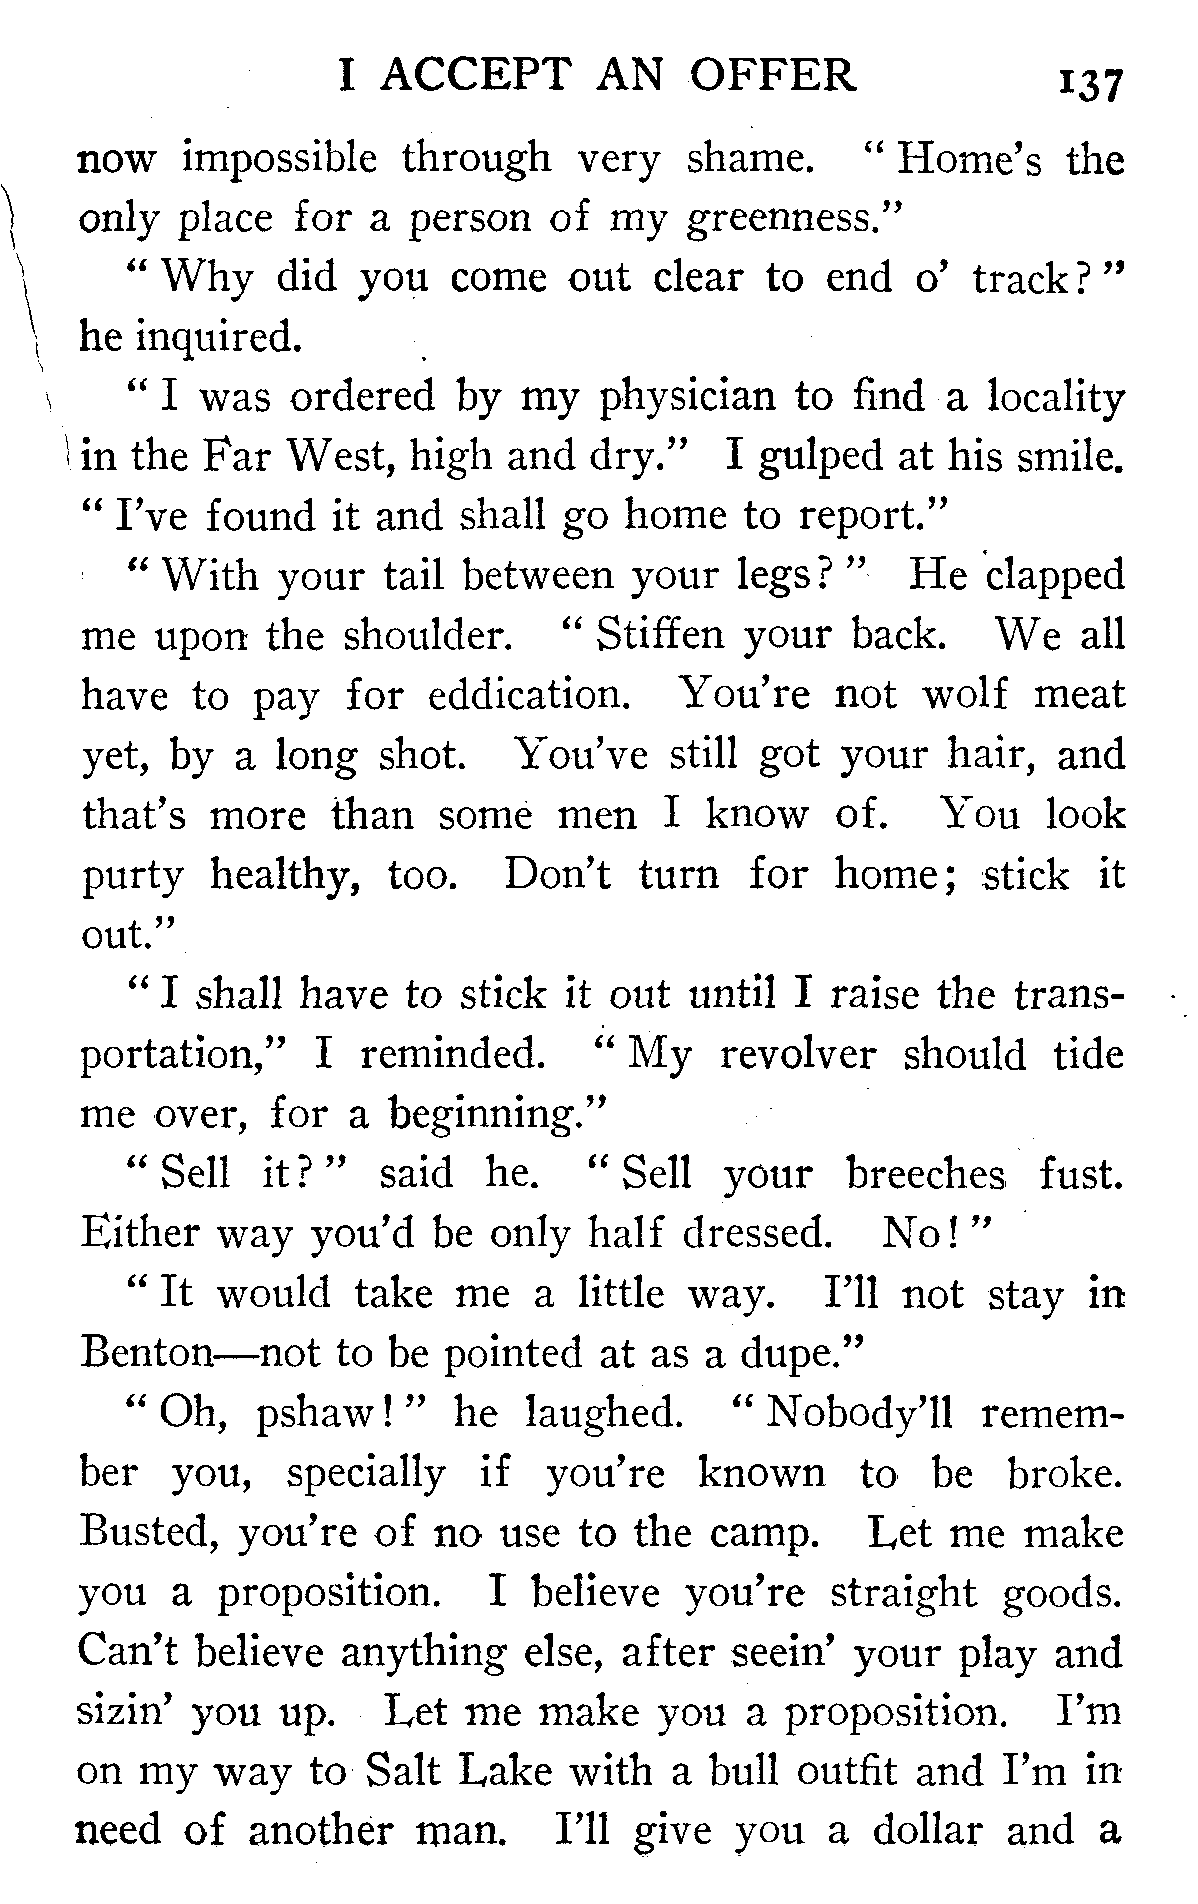 I ACCEPT AN OFFER 137
now impossible through very shame. “ Home’s the
only place for a person of my greenness.”
“ Why did you come out clear to end o’ track? ”
he inquired.
“ I was ordered by my physician to find a locality
in the Far West, high and dry.” I gulped at his smile.
“ I’ve found it and shall go home to report.”
“ With your tail between your legs? ” He clapped
me upon the shoulder. “ Stiffen your back. We all
have to pay for eddication. You’re not wolf meat
yet, by a long shot. You’ve still got your hair, and
that’s more than some men I know of. You look
purty healthy, too. Don’t turn for home; stick it
out.”
“ I shall have to stick it out until I raise the trans-
portation,” I reminded. “ My revolver should tide
me over, for a beginning.”
“ Sell it? ” said he. “ Sell your breeches fust.
Either way you’d be only half dressed. No! ”
“ It would take me a little way. I’ll not stay in
Benton—not to be pointed at as a dupe.”
“ Oh, pshaw! ” he laughed. “ Nobody’ll remem-
ber you, specially if you’re known to be broke.
Busted, you’re of no use to the camp. Let me make
you a proposition. I believe you’re straight goods.
Can’t believe anything else, after seein’ your play and
sizin’ you up. Let me make you a proposition. I’m
on my way to Salt Lake with a bull outfit and I’m in
need of another man. I’ll give you a dollar and a